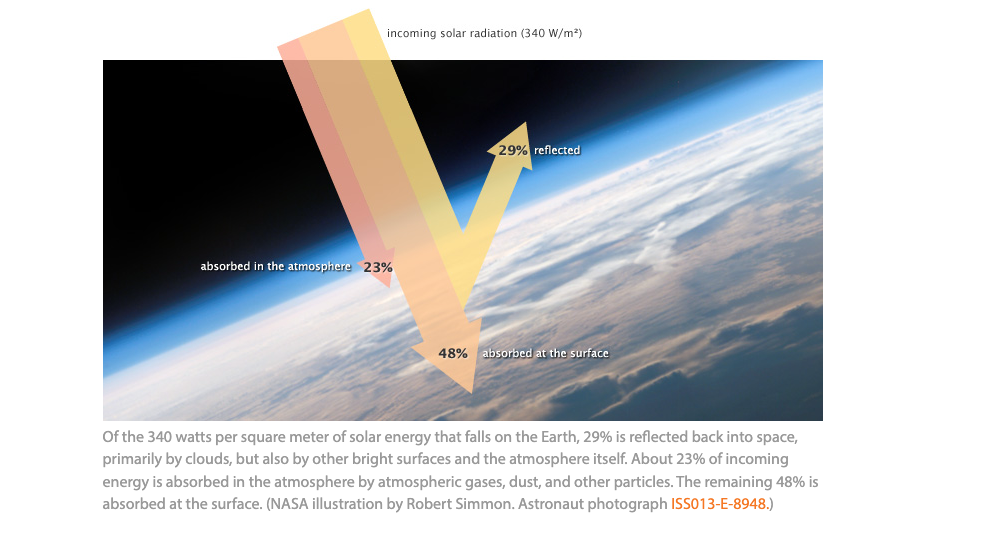 incoming solar radiation (340 W/m²)
29% reflected
absorbed in the atmosphere 23%
48% absorbed at the surface
Of the 340 watts per square meter of solar energy that falls on the Earth, 29% is reflected back into space,
primarily by clouds, but also by other bright surfaces and the atmosphere itself. About 23% of incoming
energy is absorbed in the atmosphere by atmospheric gases, dust, and other particles. The remaining 48% is
absorbed at the surface. (NASA illustration by Robert Simmon. Astronaut photograph ISS013-E-8948.)